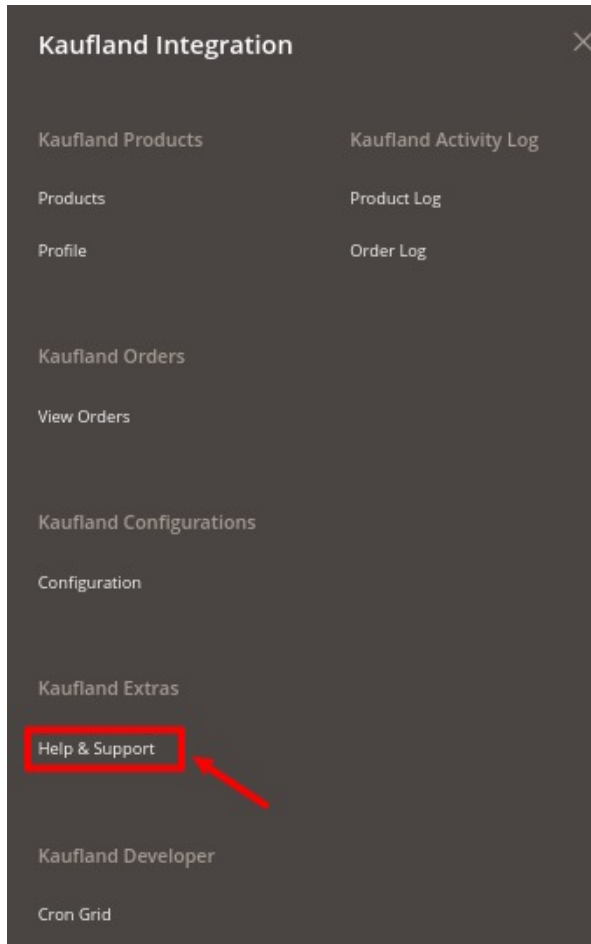 Kaufland Integration
Kaufland Products
Products
Profile
Kaufland Activity Log
Product Log
Order Log
Kaufland Orders
View Orders
Kaufland Configurations
Configuration
Kaufland Extras
Help & Support
Kaufland Developer
Cron Grid